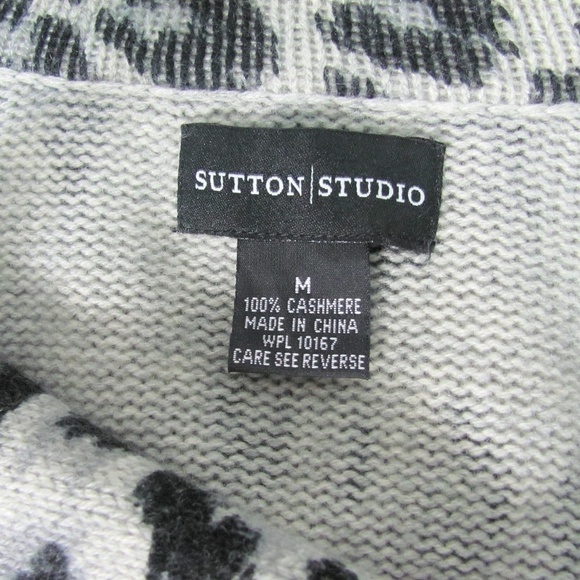 SUTTON|STUDIO
M
100% CASHMERE
MADE IN CHINA
WPL 10167
CARE SEE REVERSE